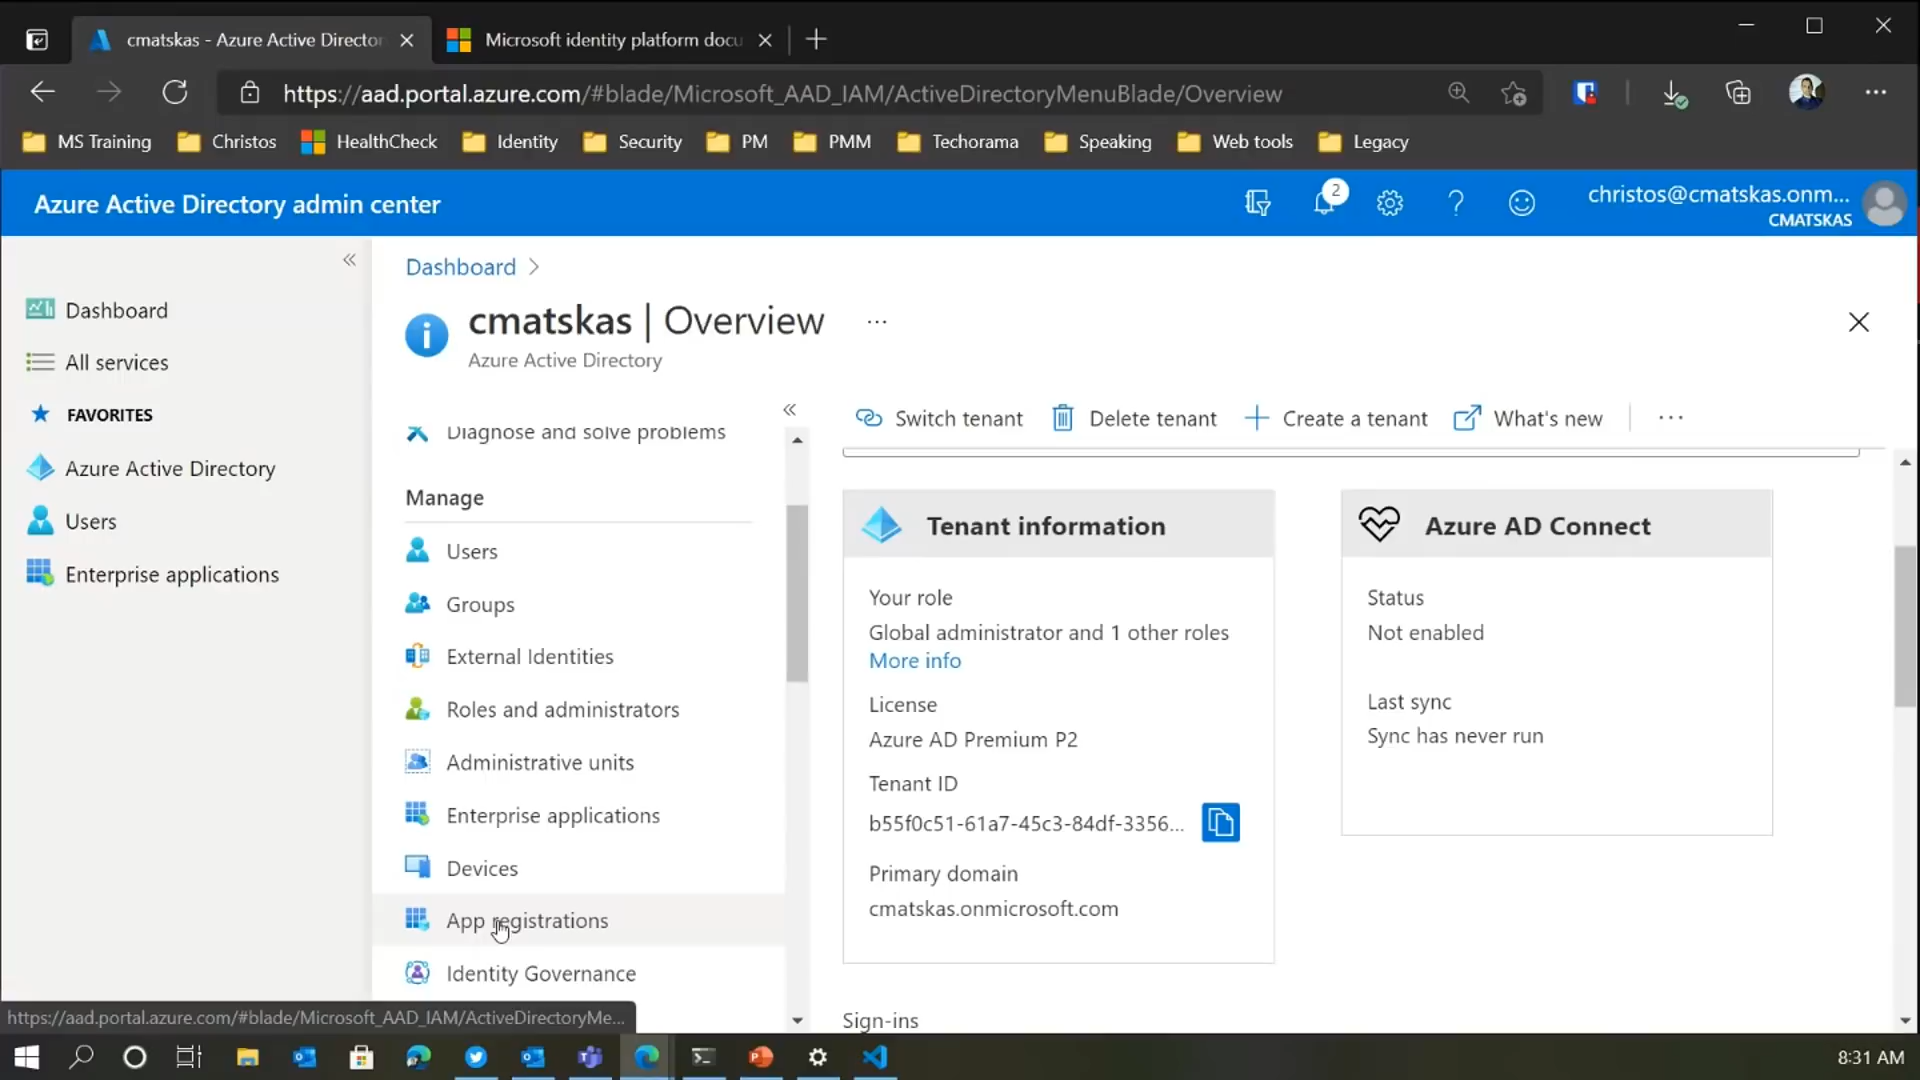 cmatskas - Azure Active Director
Microsoft identity platform docu
https://aad.portal.azure.com/#blade/Microsoft_AAD_IAM/ActiveDirectoryMenuBlade/Overview
MS Training
Christos
HealthCheck
Identity
Security
PM
PMM
Techorama
Speaking
Web tools
Legacy
Azure Active Directory admin center
2
christos@cmatskas.onm...
CMATSKAS
Dashboard
All services
FAVORITES
Azure Active Directory
Users
Enterprise applications
Dashboard
cmatskas | Overview
...
Azure Active Directory
Diagnose and solve problems
Manage
Users
Groups
External Identities
Roles and administrators
Administrative units
Enterprise applications
Devices
App registrations
Identity Governance
Switch tenant
Delete tenant
Create a tenant
What's new
...
Tenant information
Your role
Global administrator and 1 other roles
More info
License
Azure AD Premium P2
Tenant ID
b55f0c51-61a7-45c3-84df-3356...
Primary domain
cmatskas.onmicrosoft.com
Azure AD Connect
Status
Not enabled
Last sync
Sync has never run
Sign-ins
https://aad.portal.azure.com/#blade/Microsoft_AAD_IAM/ActiveDirectoryMe...
8:31 AM